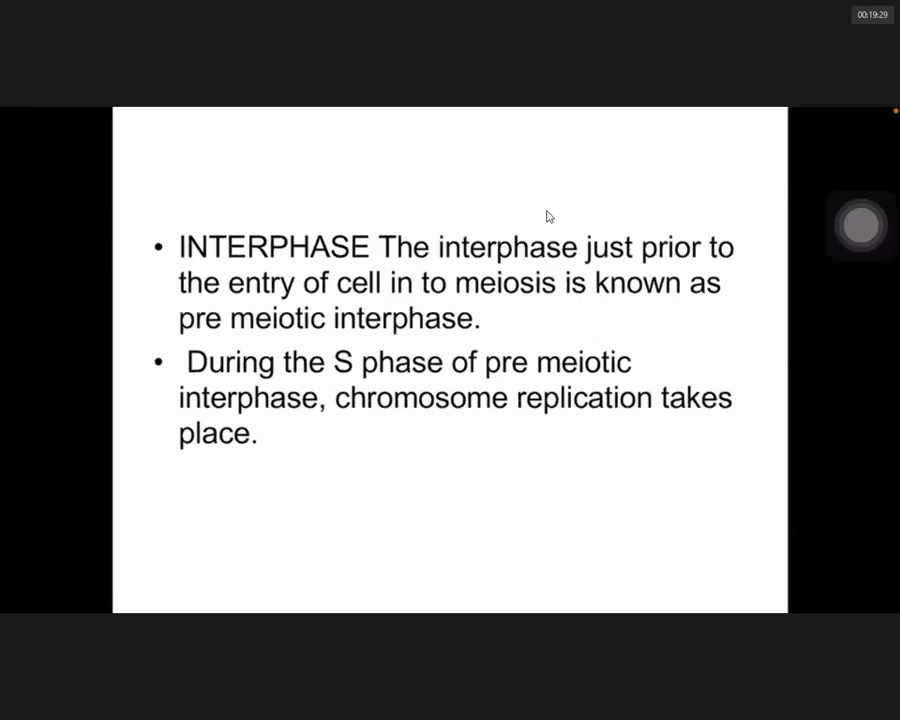 00:19:29
• INTERPHASE The interphase just prior to
the entry of cell in to meiosis is known as
pre meiotic interphase.
• During the S phase of pre meiotic
interphase, chromosome replication takes
place.